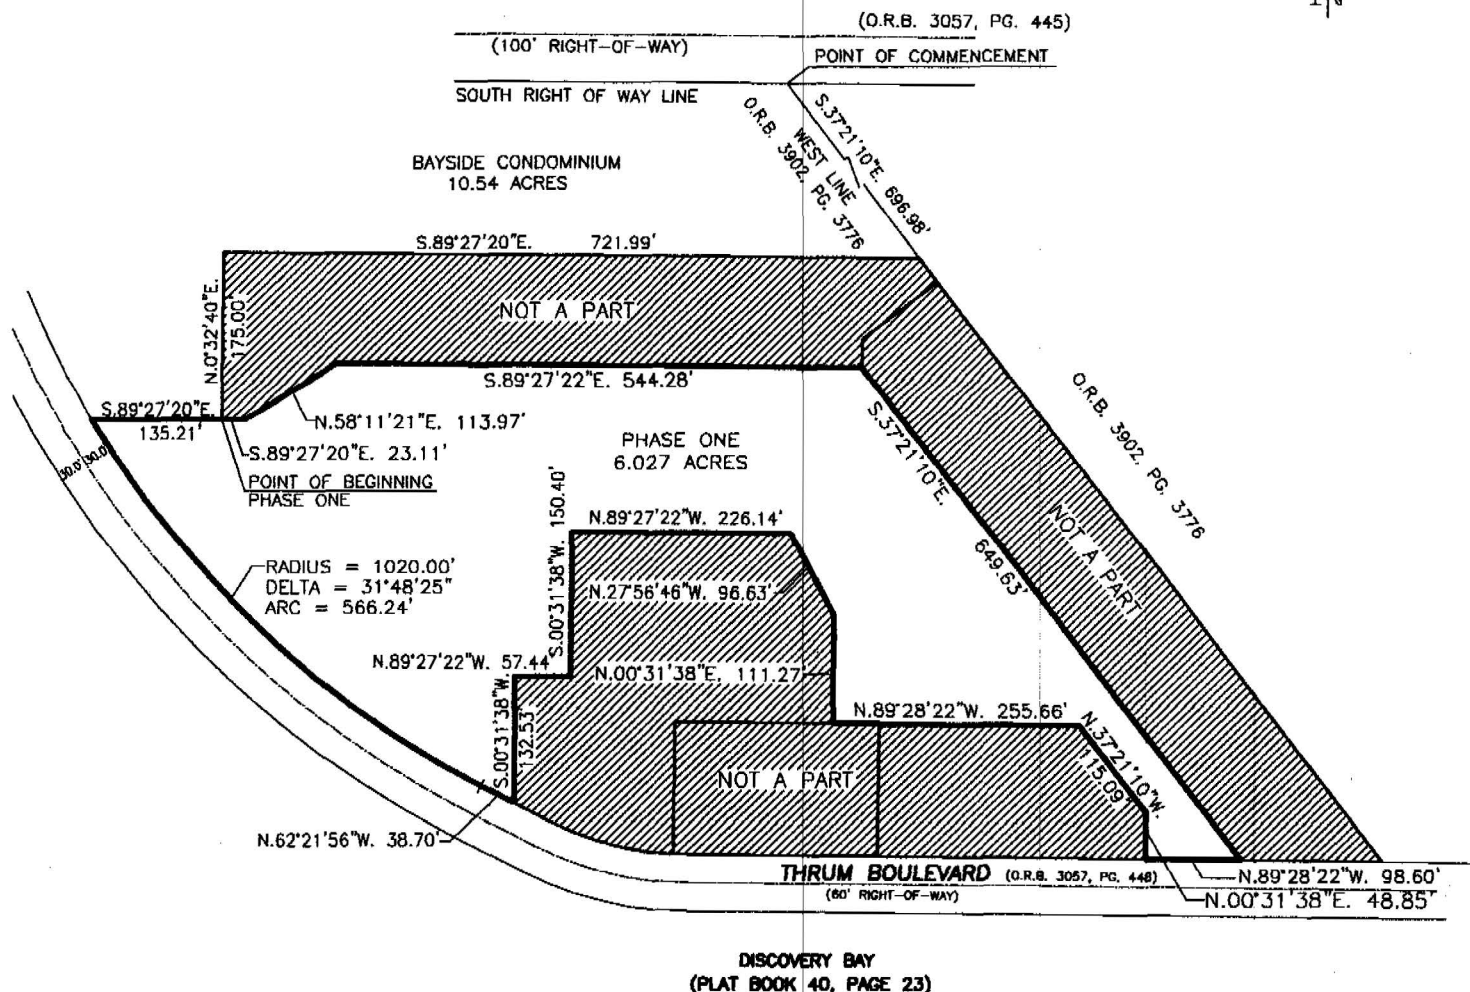 (O.R.B. 3057, PG. 445)
(100' RIGHT-OF-WAY)
POINT OF COMMENCEMENT
SOUTH RIGHT OF WAY LINE
S.37°21'10"E. 696.98'
WEST LINE
O.R.B. 3902, PG. 3776
BAYSIDE CONDOMINIUM
10.54 ACRES
S.89°27'20"E. 721.99'
N.0°32'40"E.
175.00'
NOT A PART
S.89°27'22"E. 544.28'
S.89°27'20"E.
135.21'
N.58°11'21"E. 113.97'
S.89°27'20"E. 23.11'
POINT OF BEGINNING
PHASE ONE
30.0' 30.0'
PHASE ONE
6.027 ACRES
S.37°21'10"E.
649.63'
O.R.B. 3902, PG. 3776
NOT A PART
N.89°27'22"W. 226.14'
S.00°31'38"W. 150.40'
N.27°56'46"W. 96.63'
RADIUS = 1020.00'
DELTA = 31°48'25"
ARC = 566.24'
N.89°27'22"W. 57.44'
N.00°31'38"E. 111.27'
S.00°31'38"W.
132.53'
N.89°28'22"W. 255.66'
N.37°21'10"W.
115.09'
NOT A PART
N.62°21'56"W. 38.70'
THRUM BOULEVARD (O.R.B. 3057, PG. 448)
(60' RIGHT-OF-WAY)
N.89°28'22"W. 98.60'
N.00°31'38"E. 48.85'
DISCOVERY BAY
(PLAT BOOK 40, PAGE 23)